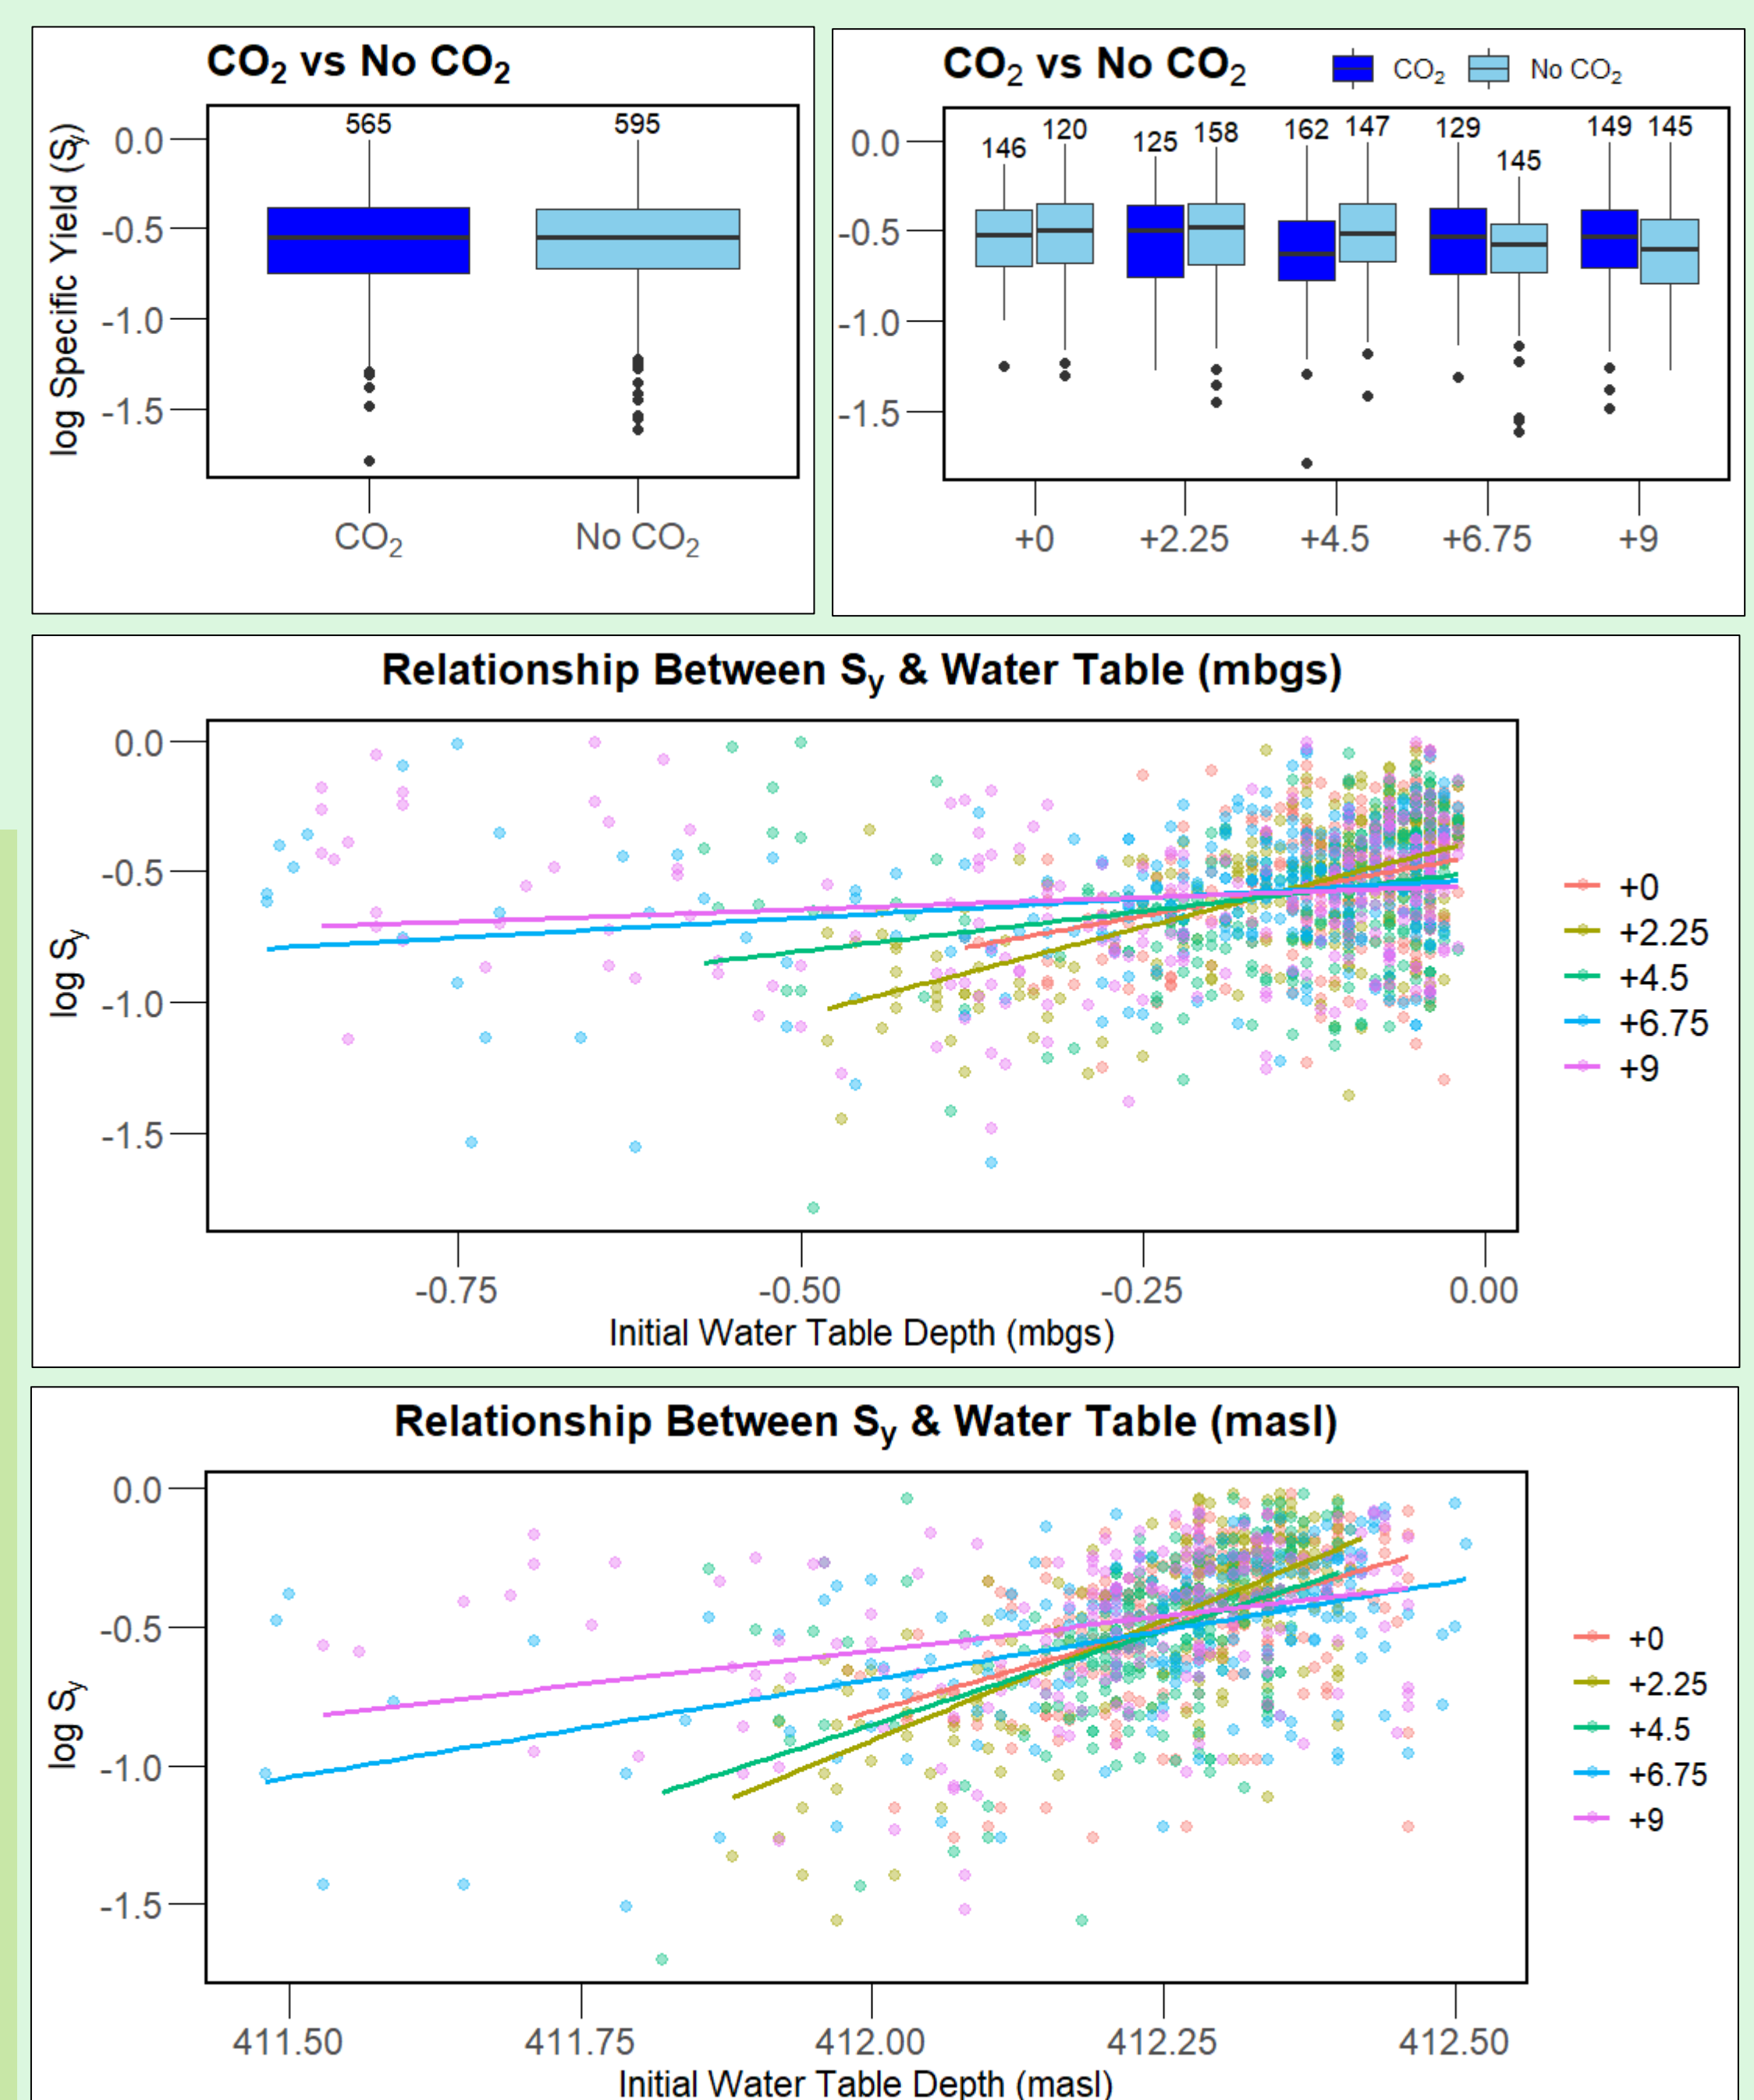 CO₂ vs No CO₂
565 595
log Specific Yield (Sy)
0.0
-0.5
-1.0
-1.5
CO₂ No CO₂
CO₂ vs No CO₂ CO₂ No CO₂
146 120 125 158 162 147 129 145 149 145
0.0
-0.5
-1.0
-1.5
+0 +2.25 +4.5 +6.75 +9
Relationship Between Sy & Water Table (mbgs)
log Sy
0.0
-0.5
-1.0
-1.5
-0.75 -0.50 -0.25 0.00
Initial Water Table Depth (mbgs)
+0
+2.25
+4.5
+6.75
+9
Relationship Between Sy & Water Table (masl)
log Sy
0.0
-0.5
-1.0
-1.5
411.50 411.75 412.00 412.25 412.50
Initial Water Table Depth (masl)
+0
+2.25
+4.5
+6.75
+9